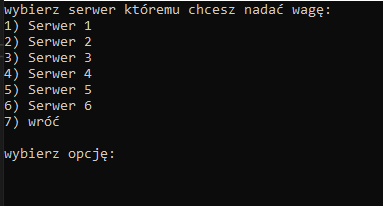 wybierz serwer któremu chcesz nadać wagę:
1) Serwer 1
2) Serwer 2
3) Serwer 3
4) Serwer 4
5) Serwer 5
6) Serwer 6
7) wróć
wybierz opcję: